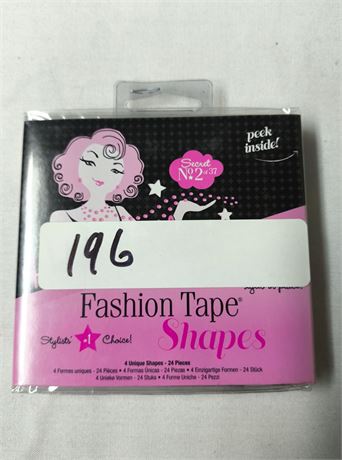 peek
inside!
Secret
No. 2 of 37
196
Fashion Tape®
Stylists' #1 Choice!
Shapes
4 Unique Shapes - 24 Pieces
4 Formes uniques - 24 Pièces • 4 Formas Únicas - 24 Piezas • 4 Einzigartige Formen - 24 Stück
4 Unieke Vormen - 24 Stuks • 4 Forme Uniche - 24 Pezzi